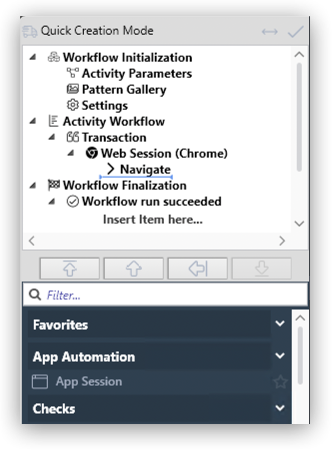 Quick Creation Mode
Workflow Initialization
Activity Parameters
Pattern Gallery
Settings
Activity Workflow
Transaction
Web Session (Chrome)
Navigate
Workflow Finalization
Workflow run succeeded
Insert Item here...
Filter...
Favorites
App Automation
App Session
Checks